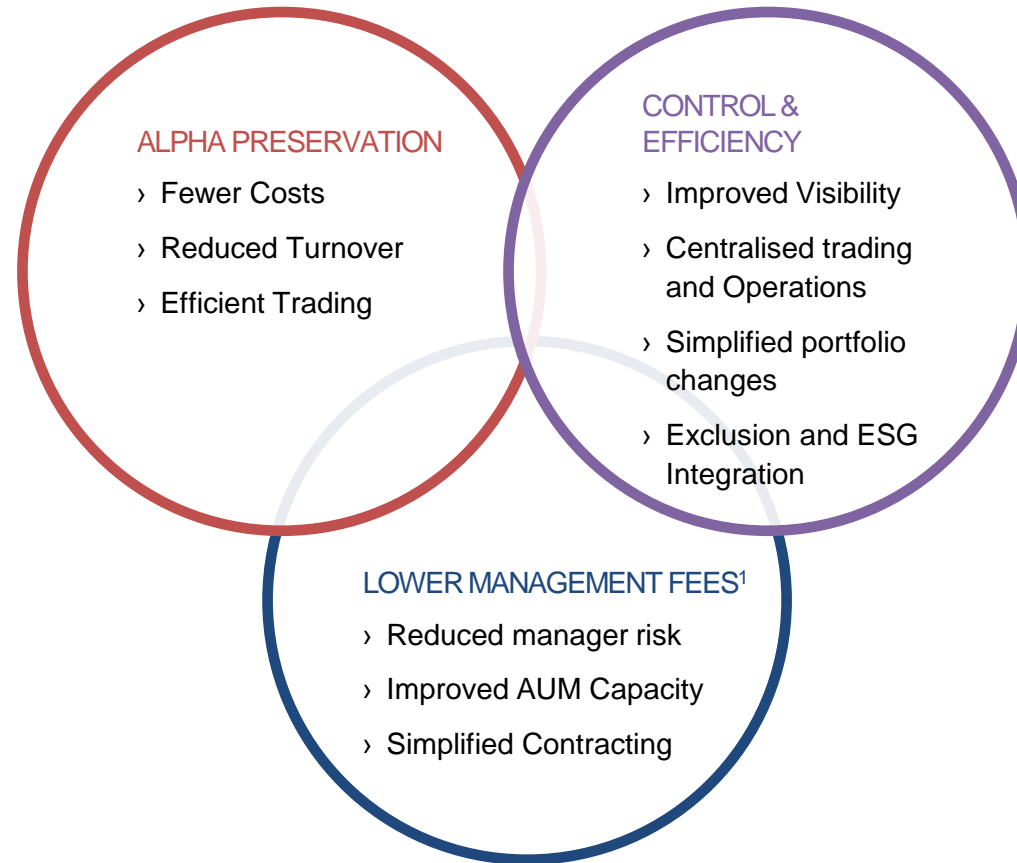 ALPHA PRESERVATION
› Fewer Costs
› Reduced Turnover
› Efficient Trading
CONTROL &
EFFICIENCY
› Improved Visibility
› Centralised trading
and Operations
› Simplified portfolio
changes
› Exclusion and ESG
Integration
LOWER MANAGEMENT FEES¹
› Reduced manager risk
› Improved AUM Capacity
› Simplified Contracting